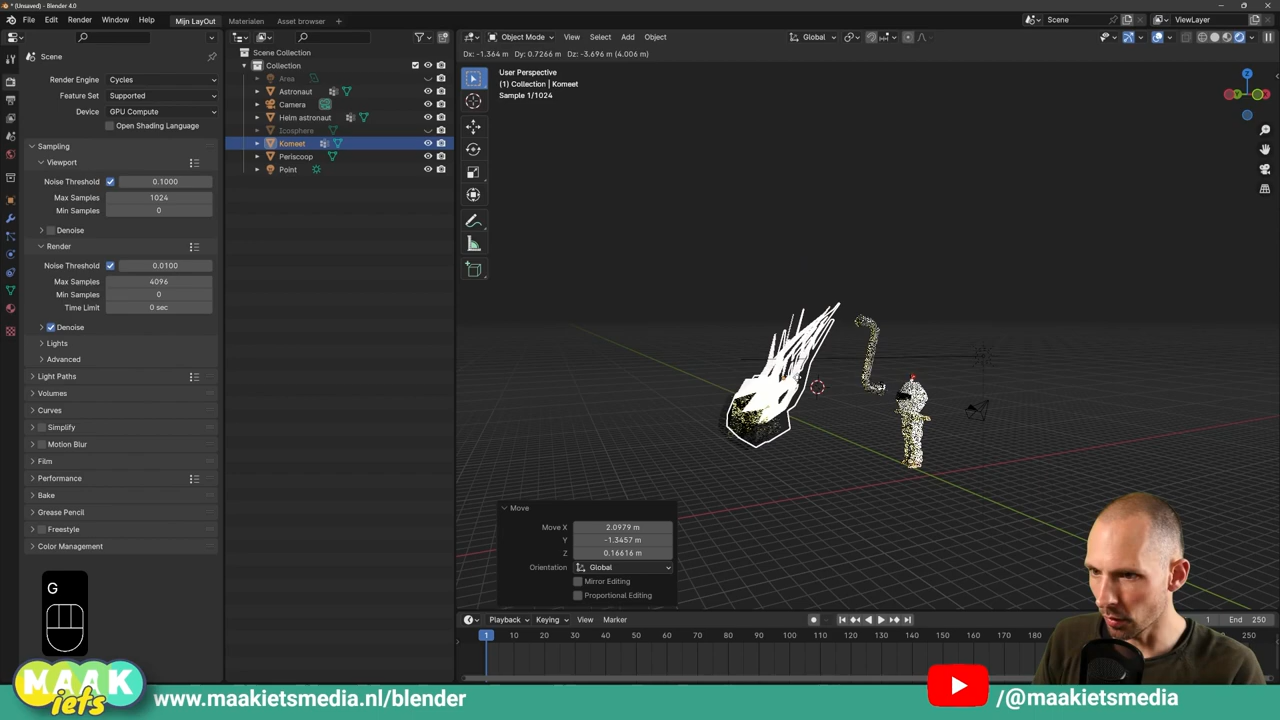 * (Unsaved) - Blender 4.0
File Edit Render Window Help Mijn LayOut Materialen Asset browser + Scene ViewLayer
Object Mode View Select Add Object Global
Dx: -1.364 m Dy: 0.7266 m Dz: -3.696 m (4.006 m)
Scene
Render Engine Cycles
Feature Set Supported
Device GPU Compute
Open Shading Language
Sampling
Viewport
Noise Threshold 0.1000
Max Samples 1024
Min Samples 0
Denoise
Render
Noise Threshold 0.0100
Max Samples 4096
Min Samples 0
Time Limit 0 sec
Denoise
Lights
Advanced
Light Paths
Volumes
Curves
Simplify
Motion Blur
Film
Performance
Bake
Grease Pencil
Freestyle
Color Management
Scene Collection
Collection
Area
Astronaut
Camera
Helm astronaut
Icosphere
Komeet
Periscoop
Point
User Perspective
(1) Collection | Komeet
Sample 1/1024
Move
Move X 2.0979 m
Y -1.3457 m
Z 0.16616 m
Orientation Global
Mirror Editing
Proportional Editing
G
Playback Keying View Marker 1 End 250
1 10 20 30 40 50 60 70 80 90 100 110 120 130 140 150 160 170 180 250
MAAK
iets
www.maakietsmedia.nl/blender
/@maakietsmedia